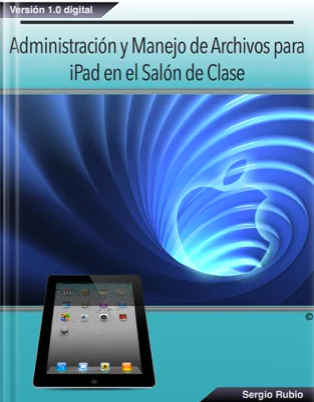 Versión 1.0 digital
Administración y Manejo de Archivos para
iPad en el Salón de Clase
©
Sergio Rubio